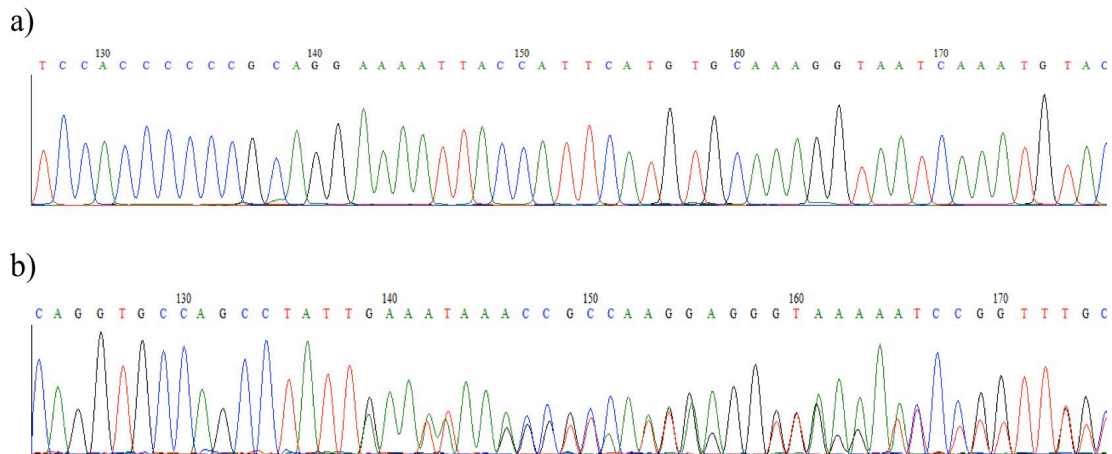 a)
130 140 150 160 170
T C C A C C C C C C G C A G G A A A A T T A C C A T T C A T G T G C A A A G G T A A T C A A A T G T A C
b)
130 140 150 160 170
C A G G T G C C A G C C T A T T G A A A T A A A C C G C C A A G G A G G G T A A A A A T C C G G T T T G C